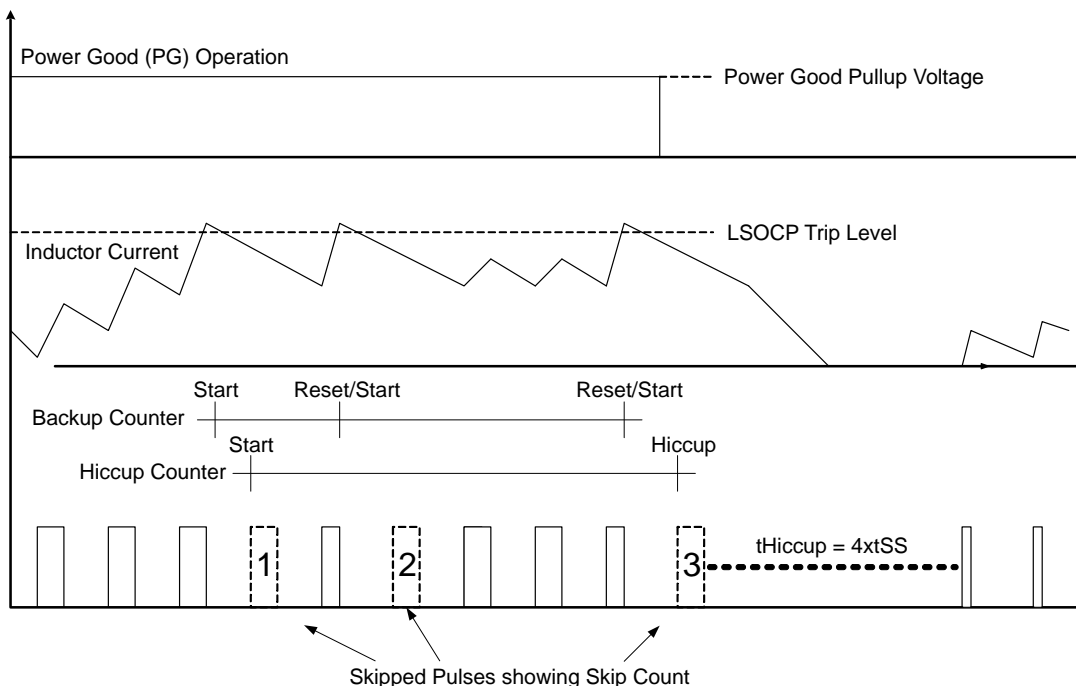 Power Good (PG) Operation
Power Good Pullup Voltage
LSOCP Trip Level
Inductor Current
Start
Reset/Start
Reset/Start
Backup Counter
Start
Hiccup
Hiccup Counter
tHiccup = 4xtSS
1
2
3
Skipped Pulses showing Skip Count